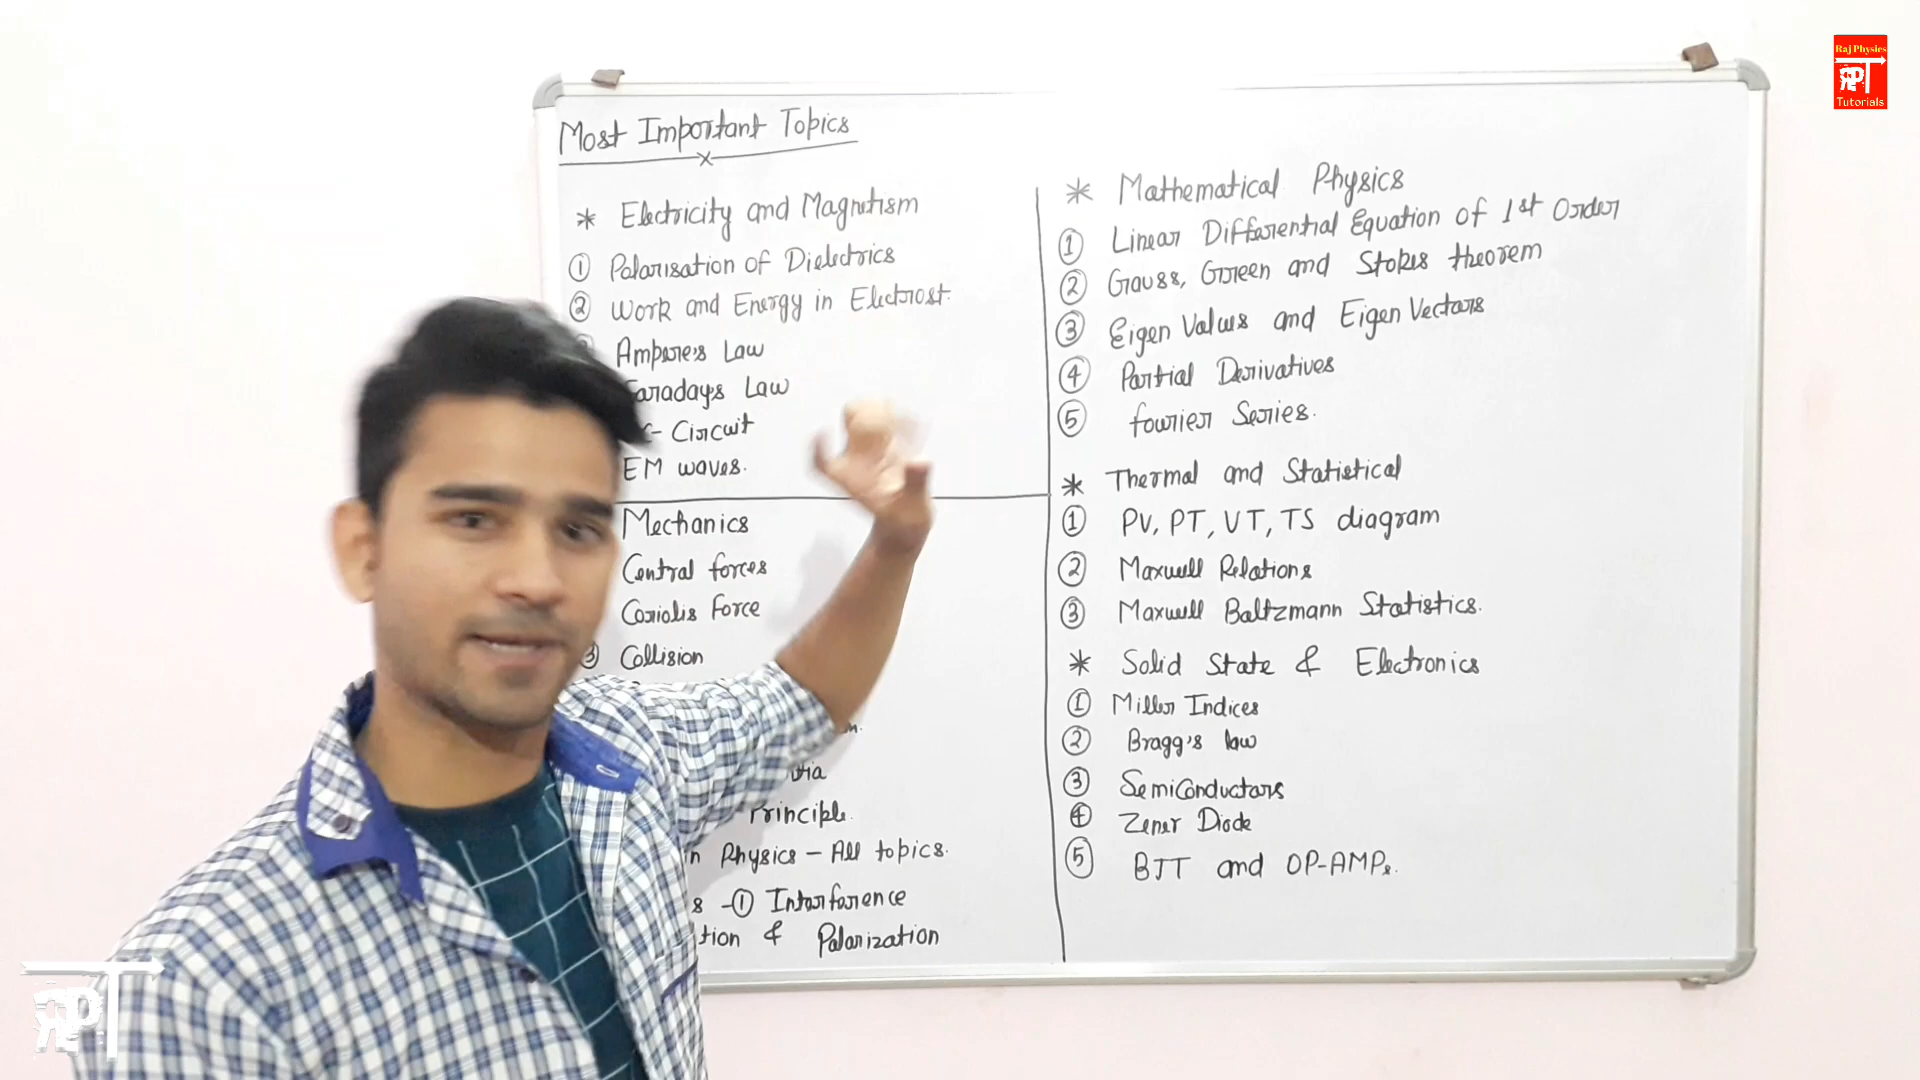 Most Important Topics
* Electricity and Magnetism
① Polarisation of Dielectrics
② Work and Energy in Electrost.
Ampere's Law
Faradays Law
Circuit
EM waves.
Mechanics
Central forces
Coriolis Force
③ Collision
Principle.
Physics - All topics.
① Interference
& Polarization
* Mathematical Physics
① Linear Differential Equation of 1st Order
② Gauss, Green and Stokes theorem
③ Eigen Values and Eigen Vectors
④ Partial Derivatives
⑤ fourier Series.
* Thermal and Statistical
① PV, PT, VT, TS diagram
② Maxwell Relations
③ Maxwell Boltzmann Statistics.
* Solid State & Electronics
① Miller Indices
② Bragg's law
③ SemiConductors
④ Zener Diode
⑤ BJT and OP-AMPs.
Raj Physics
RPT
Tutorials
RPT